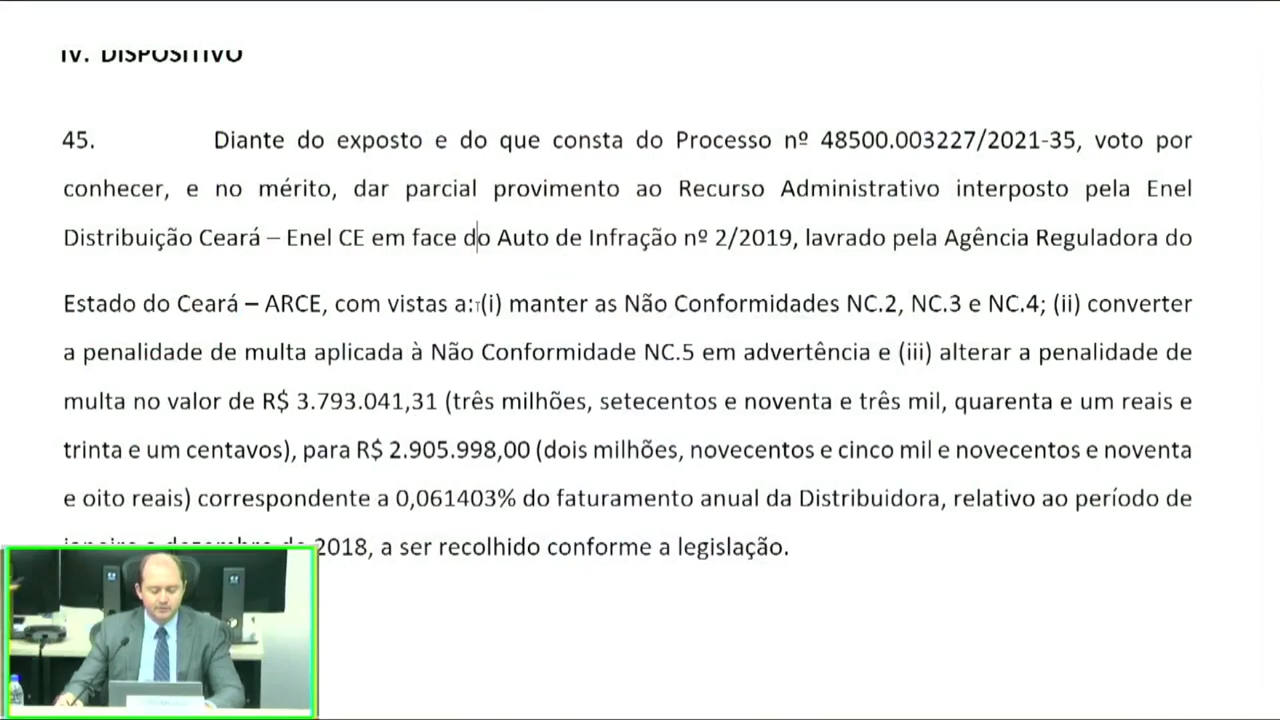 IV. DISPOSITIVO
45. Diante do exposto e do que consta do Processo nº 48500.003227/2021-35, voto por
conhecer, e no mérito, dar parcial provimento ao Recurso Administrativo interposto pela Enel
Distribuição Ceará – Enel CE em face do Auto de Infração nº 2/2019, lavrado pela Agência Reguladora do
Estado do Ceará – ARCE, com vistas a: (i) manter as Não Conformidades NC.2, NC.3 e NC.4; (ii) converter
a penalidade de multa aplicada à Não Conformidade NC.5 em advertência e (iii) alterar a penalidade de
multa no valor de R$ 3.793.041,31 (três milhões, setecentos e noventa e três mil, quarenta e um reais e
trinta e um centavos), para R$ 2.905.998,00 (dois milhões, novecentos e cinco mil e novecentos e noventa
e oito reais) correspondente a 0,061403% do faturamento anual da Distribuidora, relativo ao período de
janeiro a dezembro de 2018, a ser recolhido conforme a legislação.